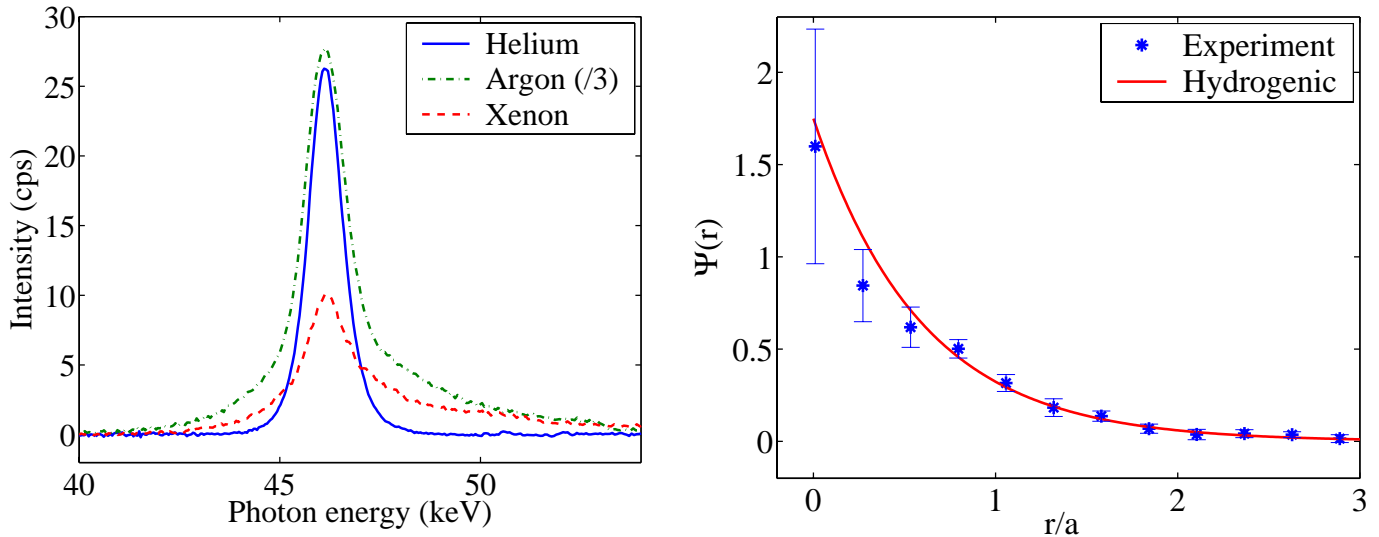 30
25
20
15
10
5
0
Intensity (cps)
Helium
Argon (/3)
Xenon
40
45
50
Photon energy (keV)
2
1.5
1
0.5
0
Ψ(r)
Experiment
Hydrogenic
0
1
2
3
r/a